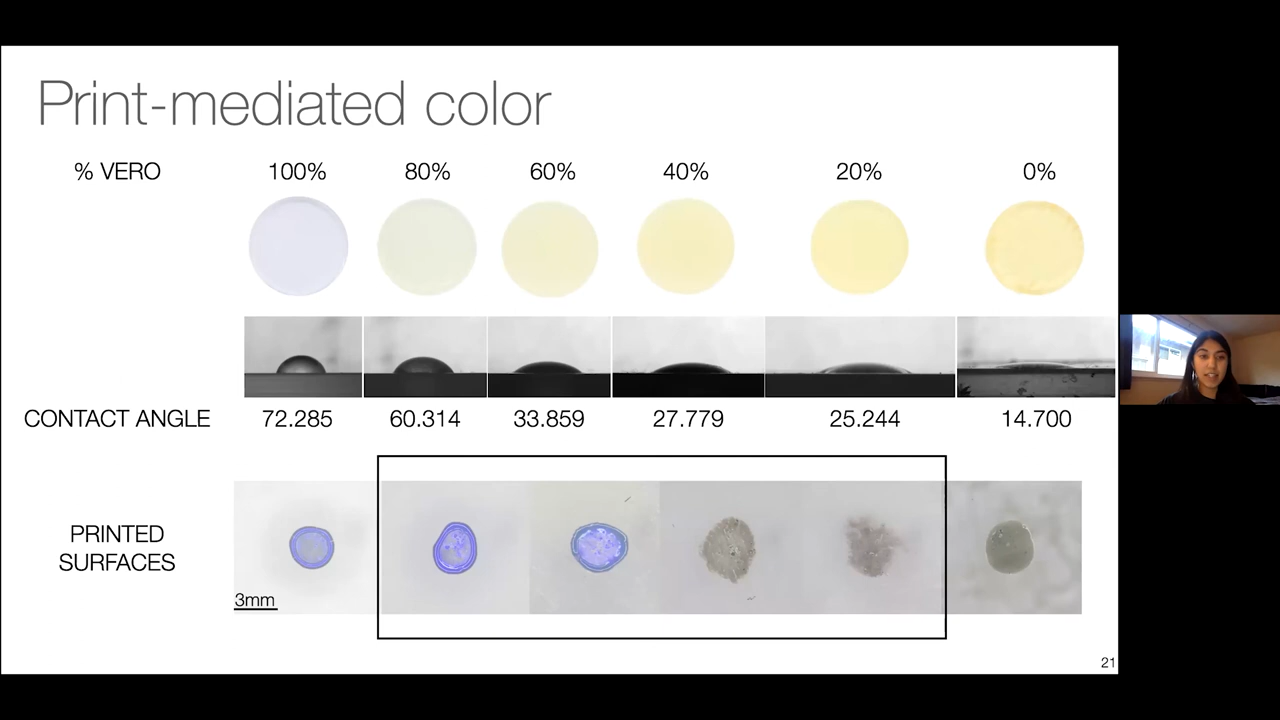 Print-mediated color
% VERO 100% 80% 60% 40% 20% 0%
CONTACT ANGLE 72.285 60.314 33.859 27.779 25.244 14.700
PRINTED
SURFACES
3mm
21